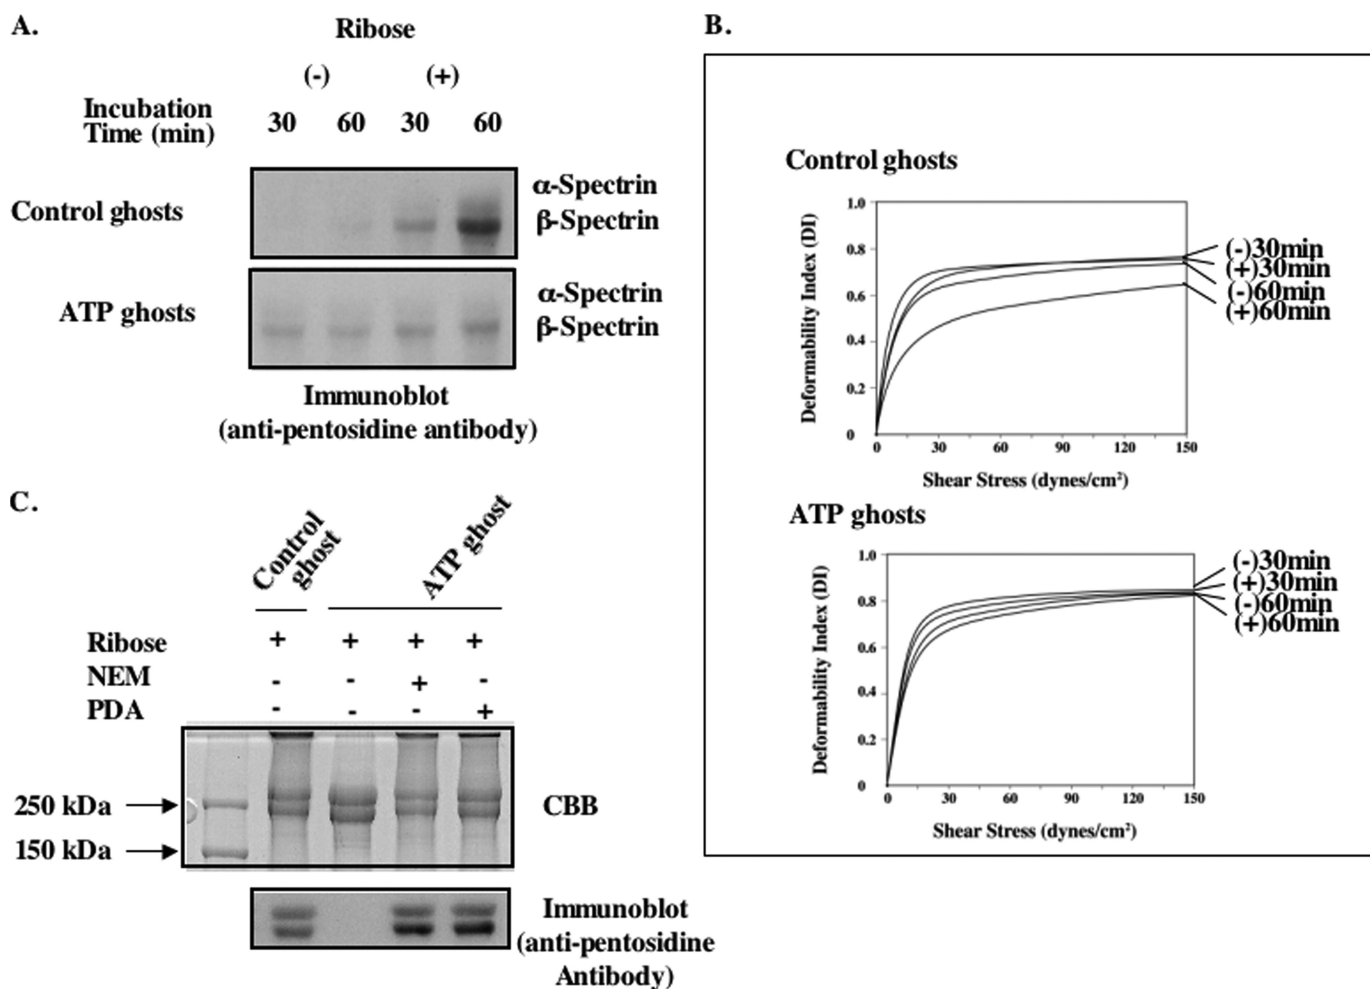 A.
Ribose
(-) (+)
Incubation
Time (min)
30 60 30 60
Control ghosts
α-Spectrin
β-Spectrin
ATP ghosts
α-Spectrin
β-Spectrin
Immunoblot
(anti-pentosidine antibody)
B.
Control ghosts
Deformability Index (DI)
1.0
0.8
0.6
0.4
0.2
0
0 30 60 90 120 150
Shear Stress (dynes/cm²)
(-)30min
(+)30min
(-)60min
(+)60min
ATP ghosts
Deformability Index (DI)
1.0
0.8
0.6
0.4
0.2
0
0 30 60 90 120 150
Shear Stress (dynes/cm²)
(-)30min
(+)30min
(-)60min
(+)60min
C.
Control
ghost
ATP ghost
Ribose + + + +
NEM - - + -
PDA - - - +
250 kDa
150 kDa
CBB
Immunoblot
(anti-pentosidine
Antibody)